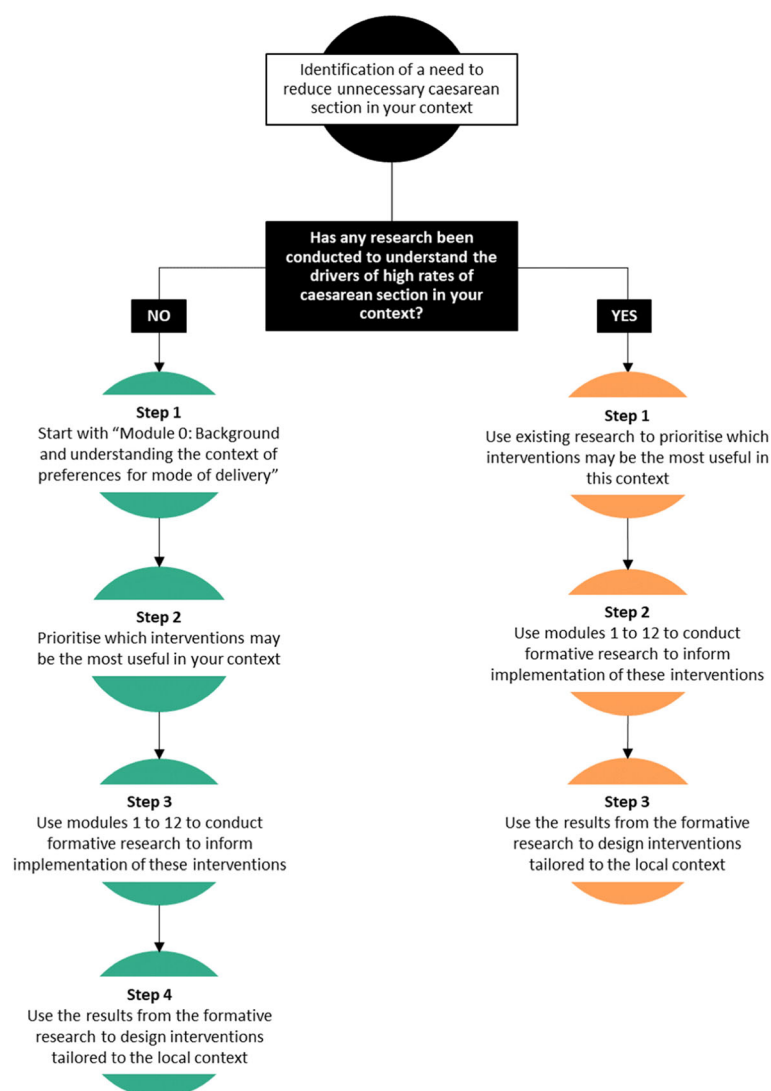 Identification of a need to
reduce unnecessary caesarean
section in your context
Has any research been
conducted to understand the
drivers of high rates of
caesarean section in your
context?
NO
YES
Step 1
Start with “Module 0: Background
and understanding the context of
preferences for mode of delivery”
Step 2
Prioritise which interventions may
be the most useful in your context
Step 3
Use modules 1 to 12 to conduct
formative research to inform
implementation of these interventions
Step 4
Use the results from the formative
research to design interventions
tailored to the local context
Step 1
Use existing research to prioritise which
interventions may be the most useful in
this context
Step 2
Use modules 1 to 12 to conduct
formative research to inform
implementation of these interventions
Step 3
Use the results from the formative
research to design interventions
tailored to the local context